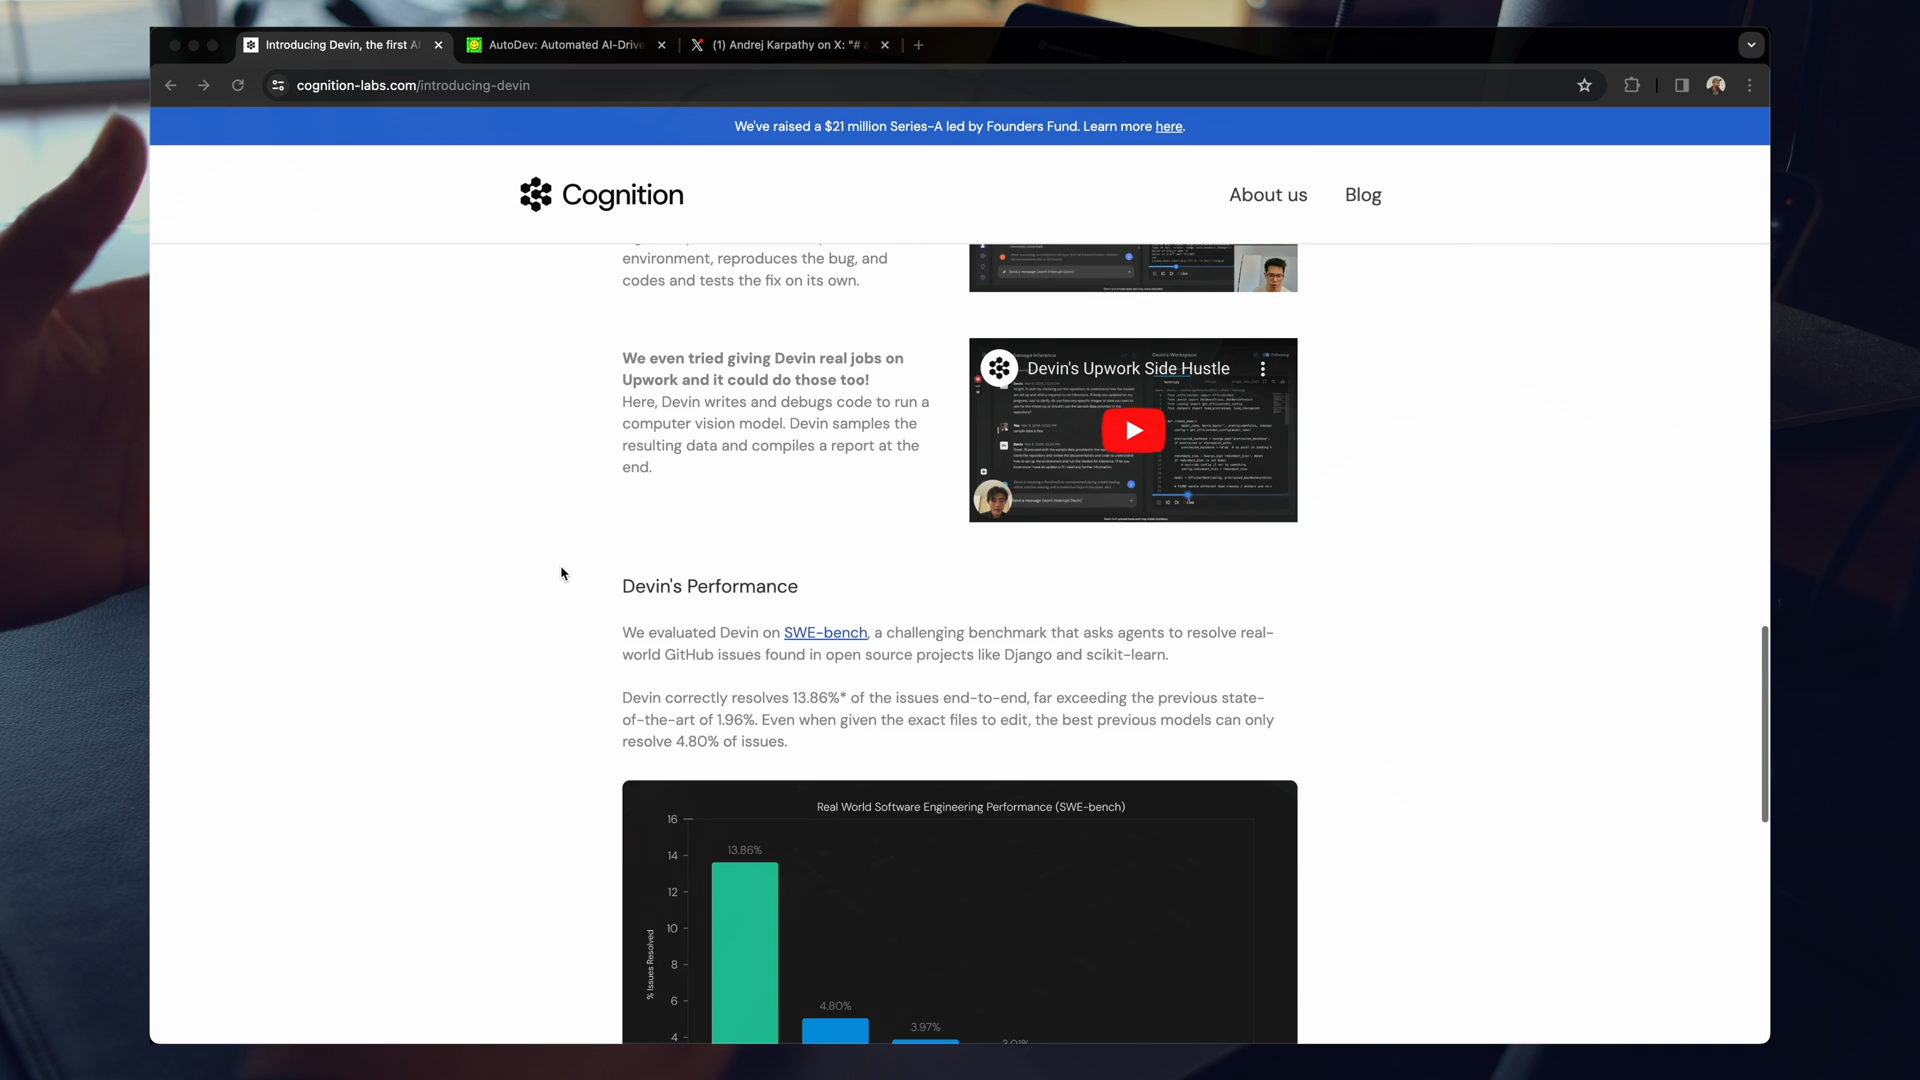 Introducing Devin, the first AI
AutoDev: Automated AI-Drive
(1) Andrej Karpathy on X: "#
cognition-labs.com/introducing-devin
We've raised a $21 million Series-A led by Founders Fund. Learn more here.
Cognition
About us
Blog
environment, reproduces the bug, and
codes and tests the fix on its own.
We even tried giving Devin real jobs on
Upwork and it could do those too!
Here, Devin writes and debugs code to run a
computer vision model. Devin samples the
resulting data and compiles a report at the
end.
Devin's Upwork Side Hustle
Devin's Performance
We evaluated Devin on SWE-bench, a challenging benchmark that asks agents to resolve real-
world GitHub issues found in open source projects like Django and scikit-learn.
Devin correctly resolves 13.86%* of the issues end-to-end, far exceeding the previous state-
of-the-art of 1.96%. Even when given the exact files to edit, the best previous models can only
resolve 4.80% of issues.
Real World Software Engineering Performance (SWE-bench)
% Issues Resolved
16
14
12
10
8
6
4
13.86%
4.80%
3.97%
3.01%